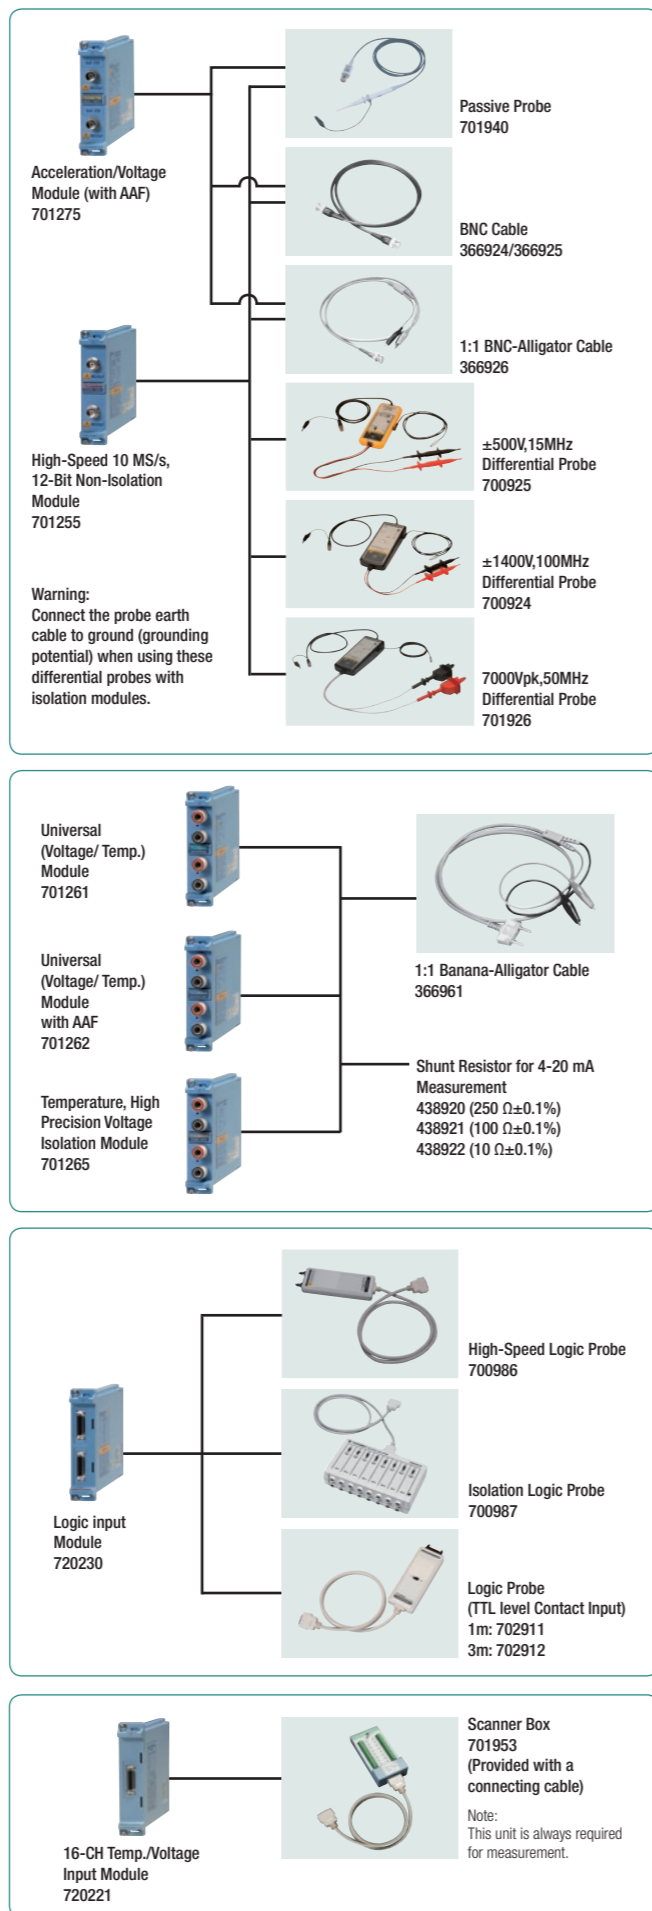 Passive Probe
701940
Acceleration/Voltage
Module (with AAF)
701275
BNC Cable
366924/366925
1:1 BNC-Alligator Cable
366926
High-Speed 10 MS/s,
12-Bit Non-Isolation
Module
701255
±500V,15MHz
Differential Probe
700925
±1400V,100MHz
Differential Probe
700924
Warning:
Connect the probe earth
cable to ground (grounding
potential) when using these
differential probes with
isolation modules.
7000Vpk,50MHz
Differential Probe
701926
Universal
(Voltage/ Temp.)
Module
701261
1:1 Banana-Alligator Cable
366961
Universal
(Voltage/ Temp.)
Module
with AAF
701262
Temperature, High
Precision Voltage
Isolation Module
701265
Shunt Resistor for 4-20 mA
Measurement
438920 (250 Ω±0.1%)
438921 (100 Ω±0.1%)
438922 (10 Ω±0.1%)
High-Speed Logic Probe
700986
Isolation Logic Probe
700987
Logic input
Module
720230
Logic Probe
(TTL level Contact Input)
1m: 702911
3m: 702912
Scanner Box
701953
(Provided with a
connecting cable)
Note:
This unit is always required
for measurement.
16-CH Temp./Voltage
Input Module
720221